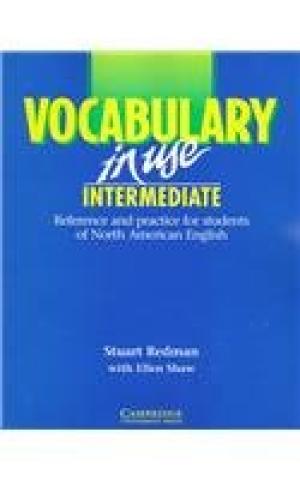 VOCABULARY
in use
INTERMEDIATE
Reference and practice for students
of North American English
Stuart Redman
with Ellen Shaw
CAMBRIDGE